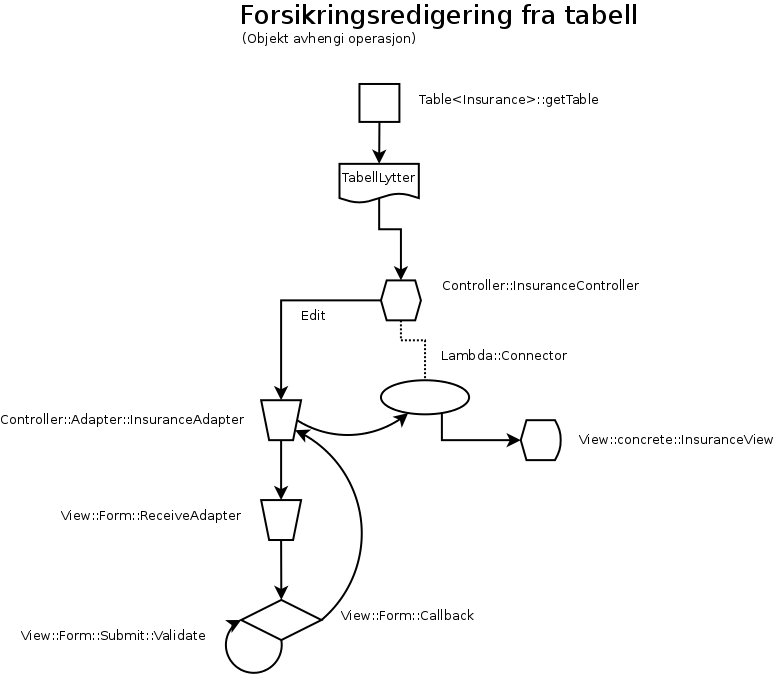 Forsikringsredigering fra tabell
(Objekt avhengi operasjon)
Table<Insurance>::getTable
TabellLytter
Controller::InsuranceController
Edit
Lambda::Connector
Controller::Adapter::InsuranceAdapter
View::concrete::InsuranceView
View::Form::ReceiveAdapter
View::Form::Callback
View::Form::Submit::Validate